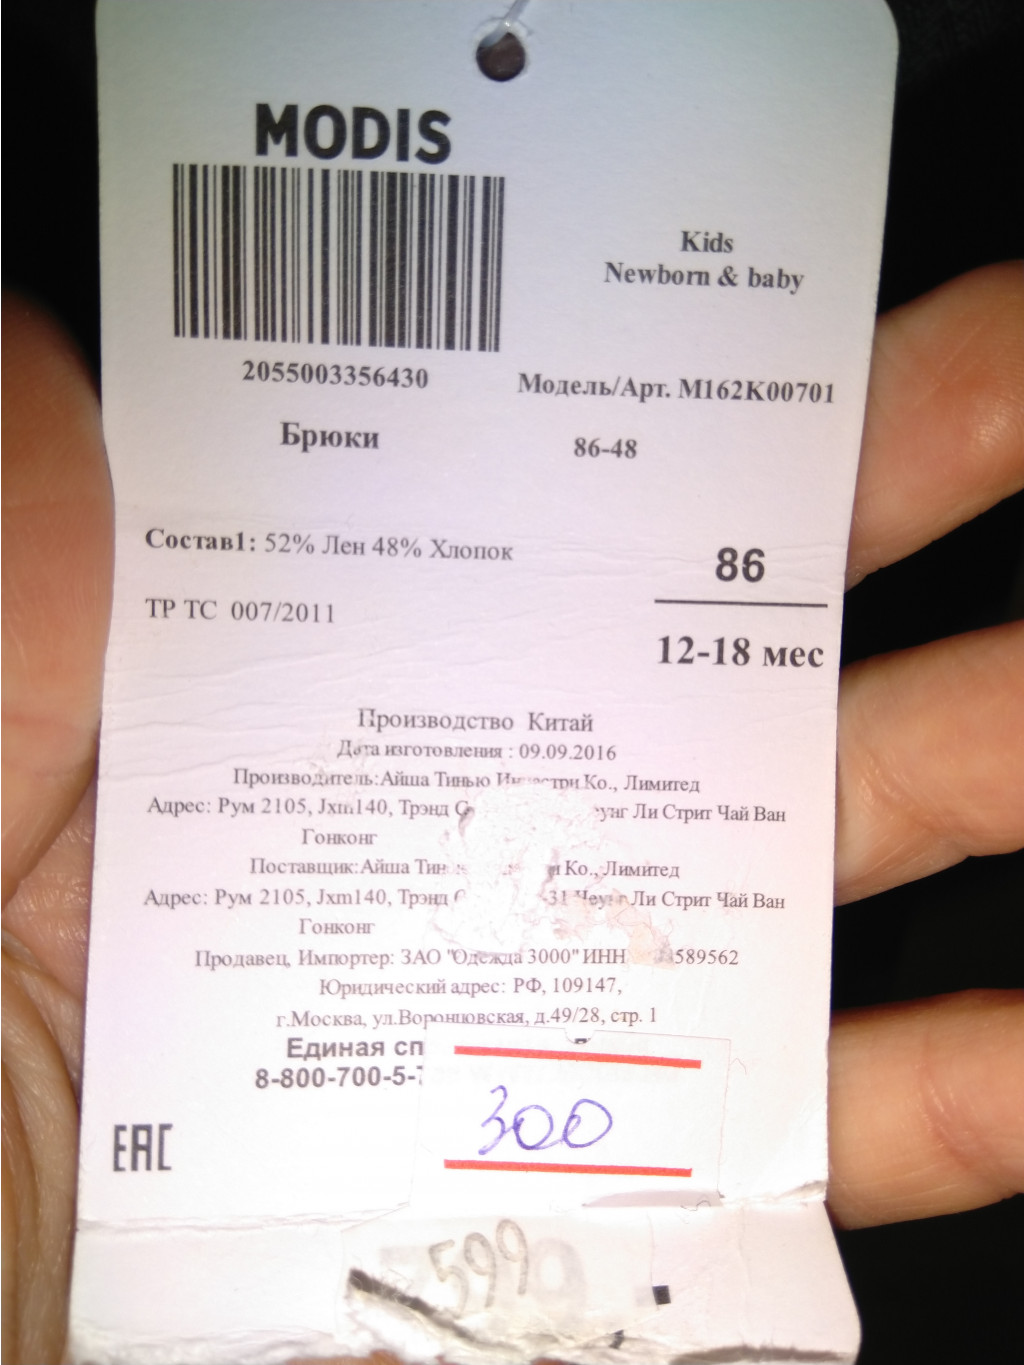 MODIS
Kids
Newborn & baby
2055003356430
Модель/Арт. M162K00701
Брюки
86-48
Состав1: 52% Лен 48% Хлопок
86
ТР ТС 007/2011
12-18 мес
Производство Китай
Дата изготовления : 09.09.2016
Производитель:Айша Тинью Ко., Лимитед
Адрес: Рум 2105, Jxm140, Трэнд Ли Стрит Чай Ван
Гонконг
Поставщик:Айша Ко., Лимитед
Адрес: Рум 2105, Jxm140, Трэнд Ли Стрит Чай Ван
Гонконг
Продавец, Импортер: ЗАО "Одежда 3000" ИНН 589562
Юридический адрес: РФ, 109147,
г.Москва, ул.Воронцовская, д.49/28, стр. 1
Единая
8-800-700-5-
300
EAC
599